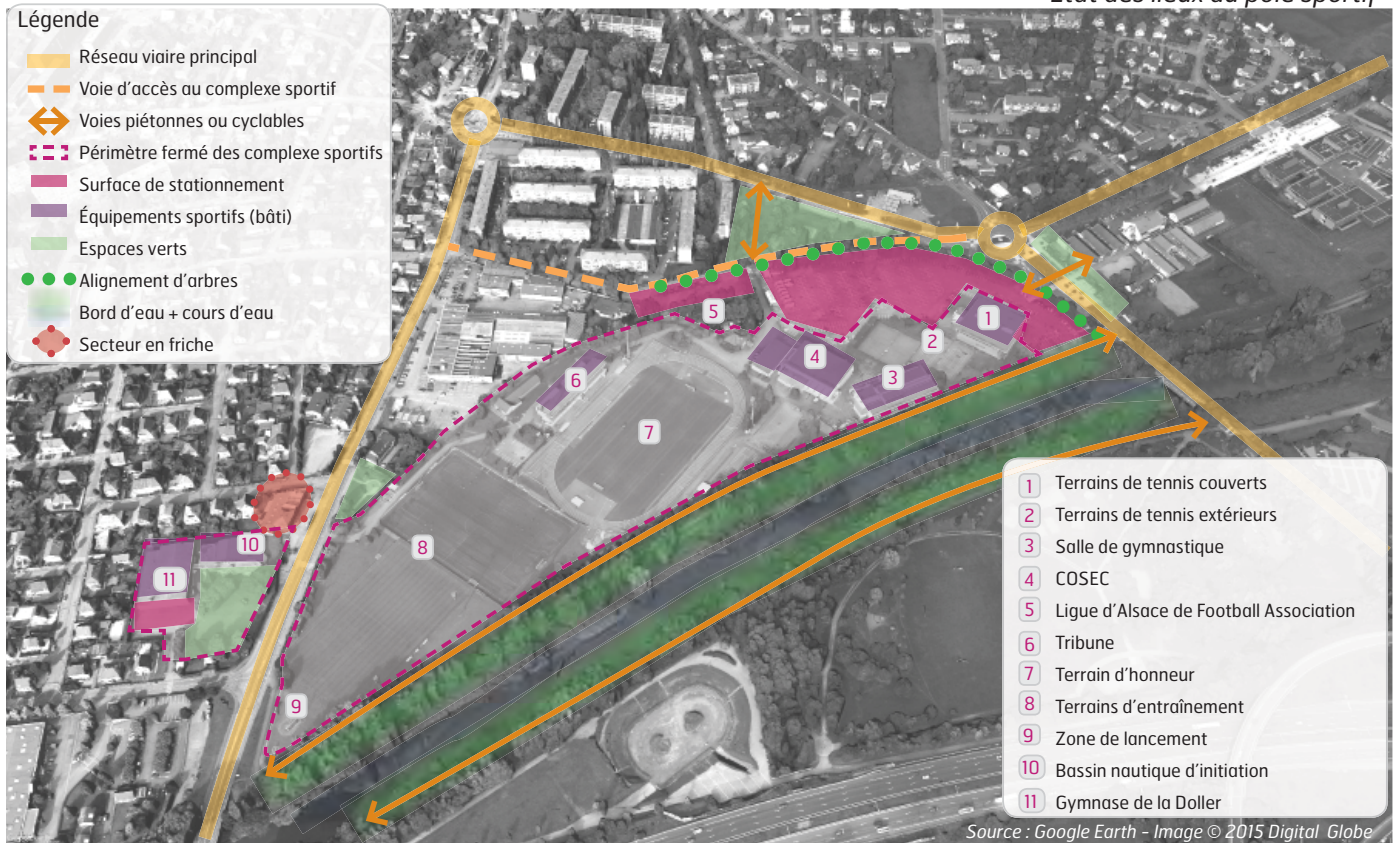 État des lieux du pôle sportif
Légende
Réseau viaire principal
Voie d'accès au complexe sportif
Voies piétonnes ou cyclables
Périmètre fermé des complexe sportifs
Surface de stationnement
Équipements sportifs (bâti)
Espaces verts
Alignement d'arbres
Bord d'eau + cours d'eau
Secteur en friche
1
2
3
4
5
6
7
8
9
10
11
1 Terrains de tennis couverts
2 Terrains de tennis extérieurs
3 Salle de gymnastique
4 COSEC
5 Ligue d'Alsace de Football Association
6 Tribune
7 Terrain d'honneur
8 Terrains d'entraînement
9 Zone de lancement
10 Bassin nautique d'initiation
11 Gymnase de la Doller
Source : Google Earth - Image © 2015 Digital Globe